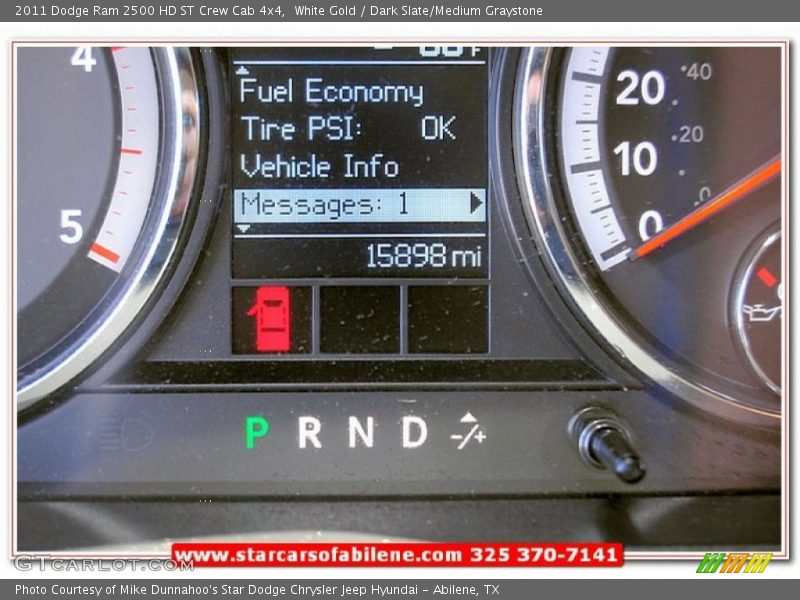 2011 Dodge Ram 2500 HD ST Crew Cab 4x4,  White Gold / Dark Slate/Medium Graystone
4
5
Fuel Economy
Tire PSI: OK
Vehicle Info
Messages: 1
15898 mi
20
10
0
40
20
0
P R N D -/+
www.starcarsofabilene.com 325 370-7141
GTcarlot.com
Photo Courtesy of Mike Dunnahoo's Star Dodge Chrysler Jeep Hyundai - Abilene, TX